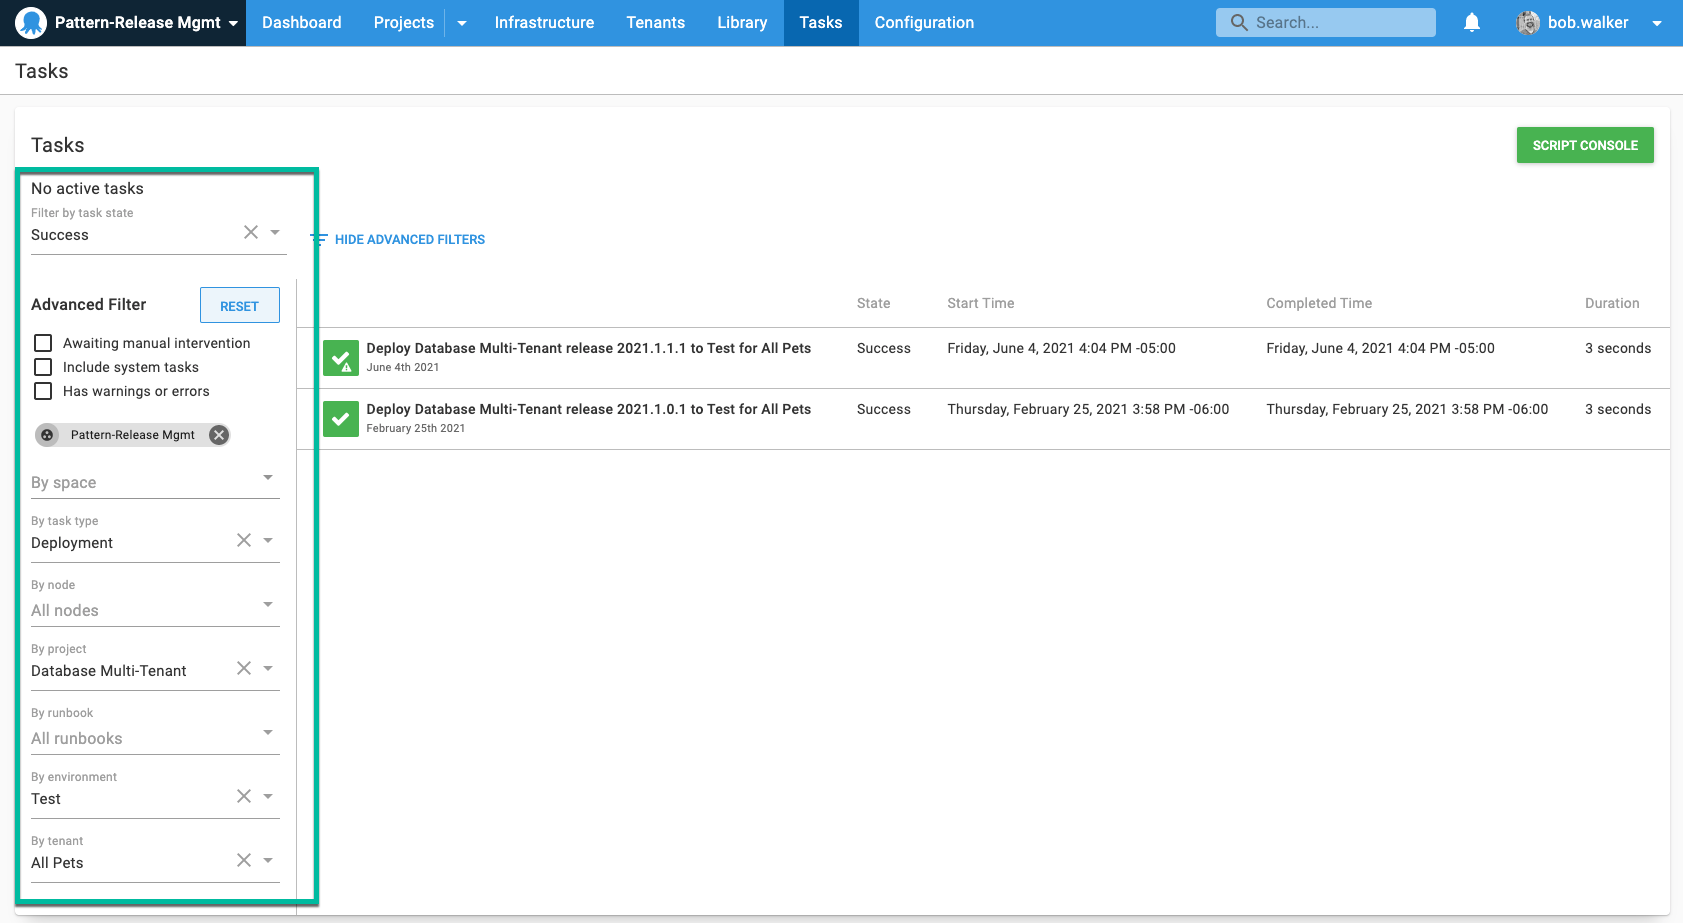 Pattern-Release Mgmt Dashboard Projects Infrastructure Tenants Library Tasks Configuration Search... bob.walker
Tasks
Tasks
SCRIPT CONSOLE
No active tasks
Filter by task state
Success
HIDE ADVANCED FILTERS
Advanced Filter
RESET
Awaiting manual intervention
Include system tasks
Has warnings or errors
Pattern-Release Mgmt
By space
By task type
Deployment
By node
All nodes
By project
Database Multi-Tenant
By runbook
All runbooks
By environment
Test
By tenant
All Pets
State Start Time Completed Time Duration
Deploy Database Multi-Tenant release 2021.1.1.1 to Test for All Pets Success Friday, June 4, 2021 4:04 PM -05:00 Friday, June 4, 2021 4:04 PM -05:00 3 seconds
June 4th 2021
Deploy Database Multi-Tenant release 2021.1.0.1 to Test for All Pets Success Thursday, February 25, 2021 3:58 PM -06:00 Thursday, February 25, 2021 3:58 PM -06:00 3 seconds
February 25th 2021